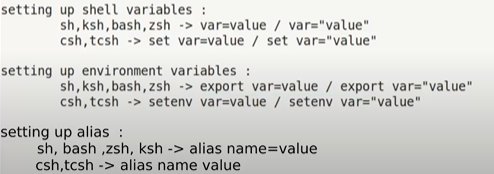 setting up shell variables :
sh,ksh,bash,zsh -> var=value / var="value"
csh,tcsh -> set var=value / set var="value"
setting up environment variables :
sh,ksh,bash,zsh -> export var=value / export var="value"
csh,tcsh -> setenv var=value / setenv var="value"
setting up alias :
sh, bash ,zsh, ksh -> alias name=value
csh,tcsh -> alias name value